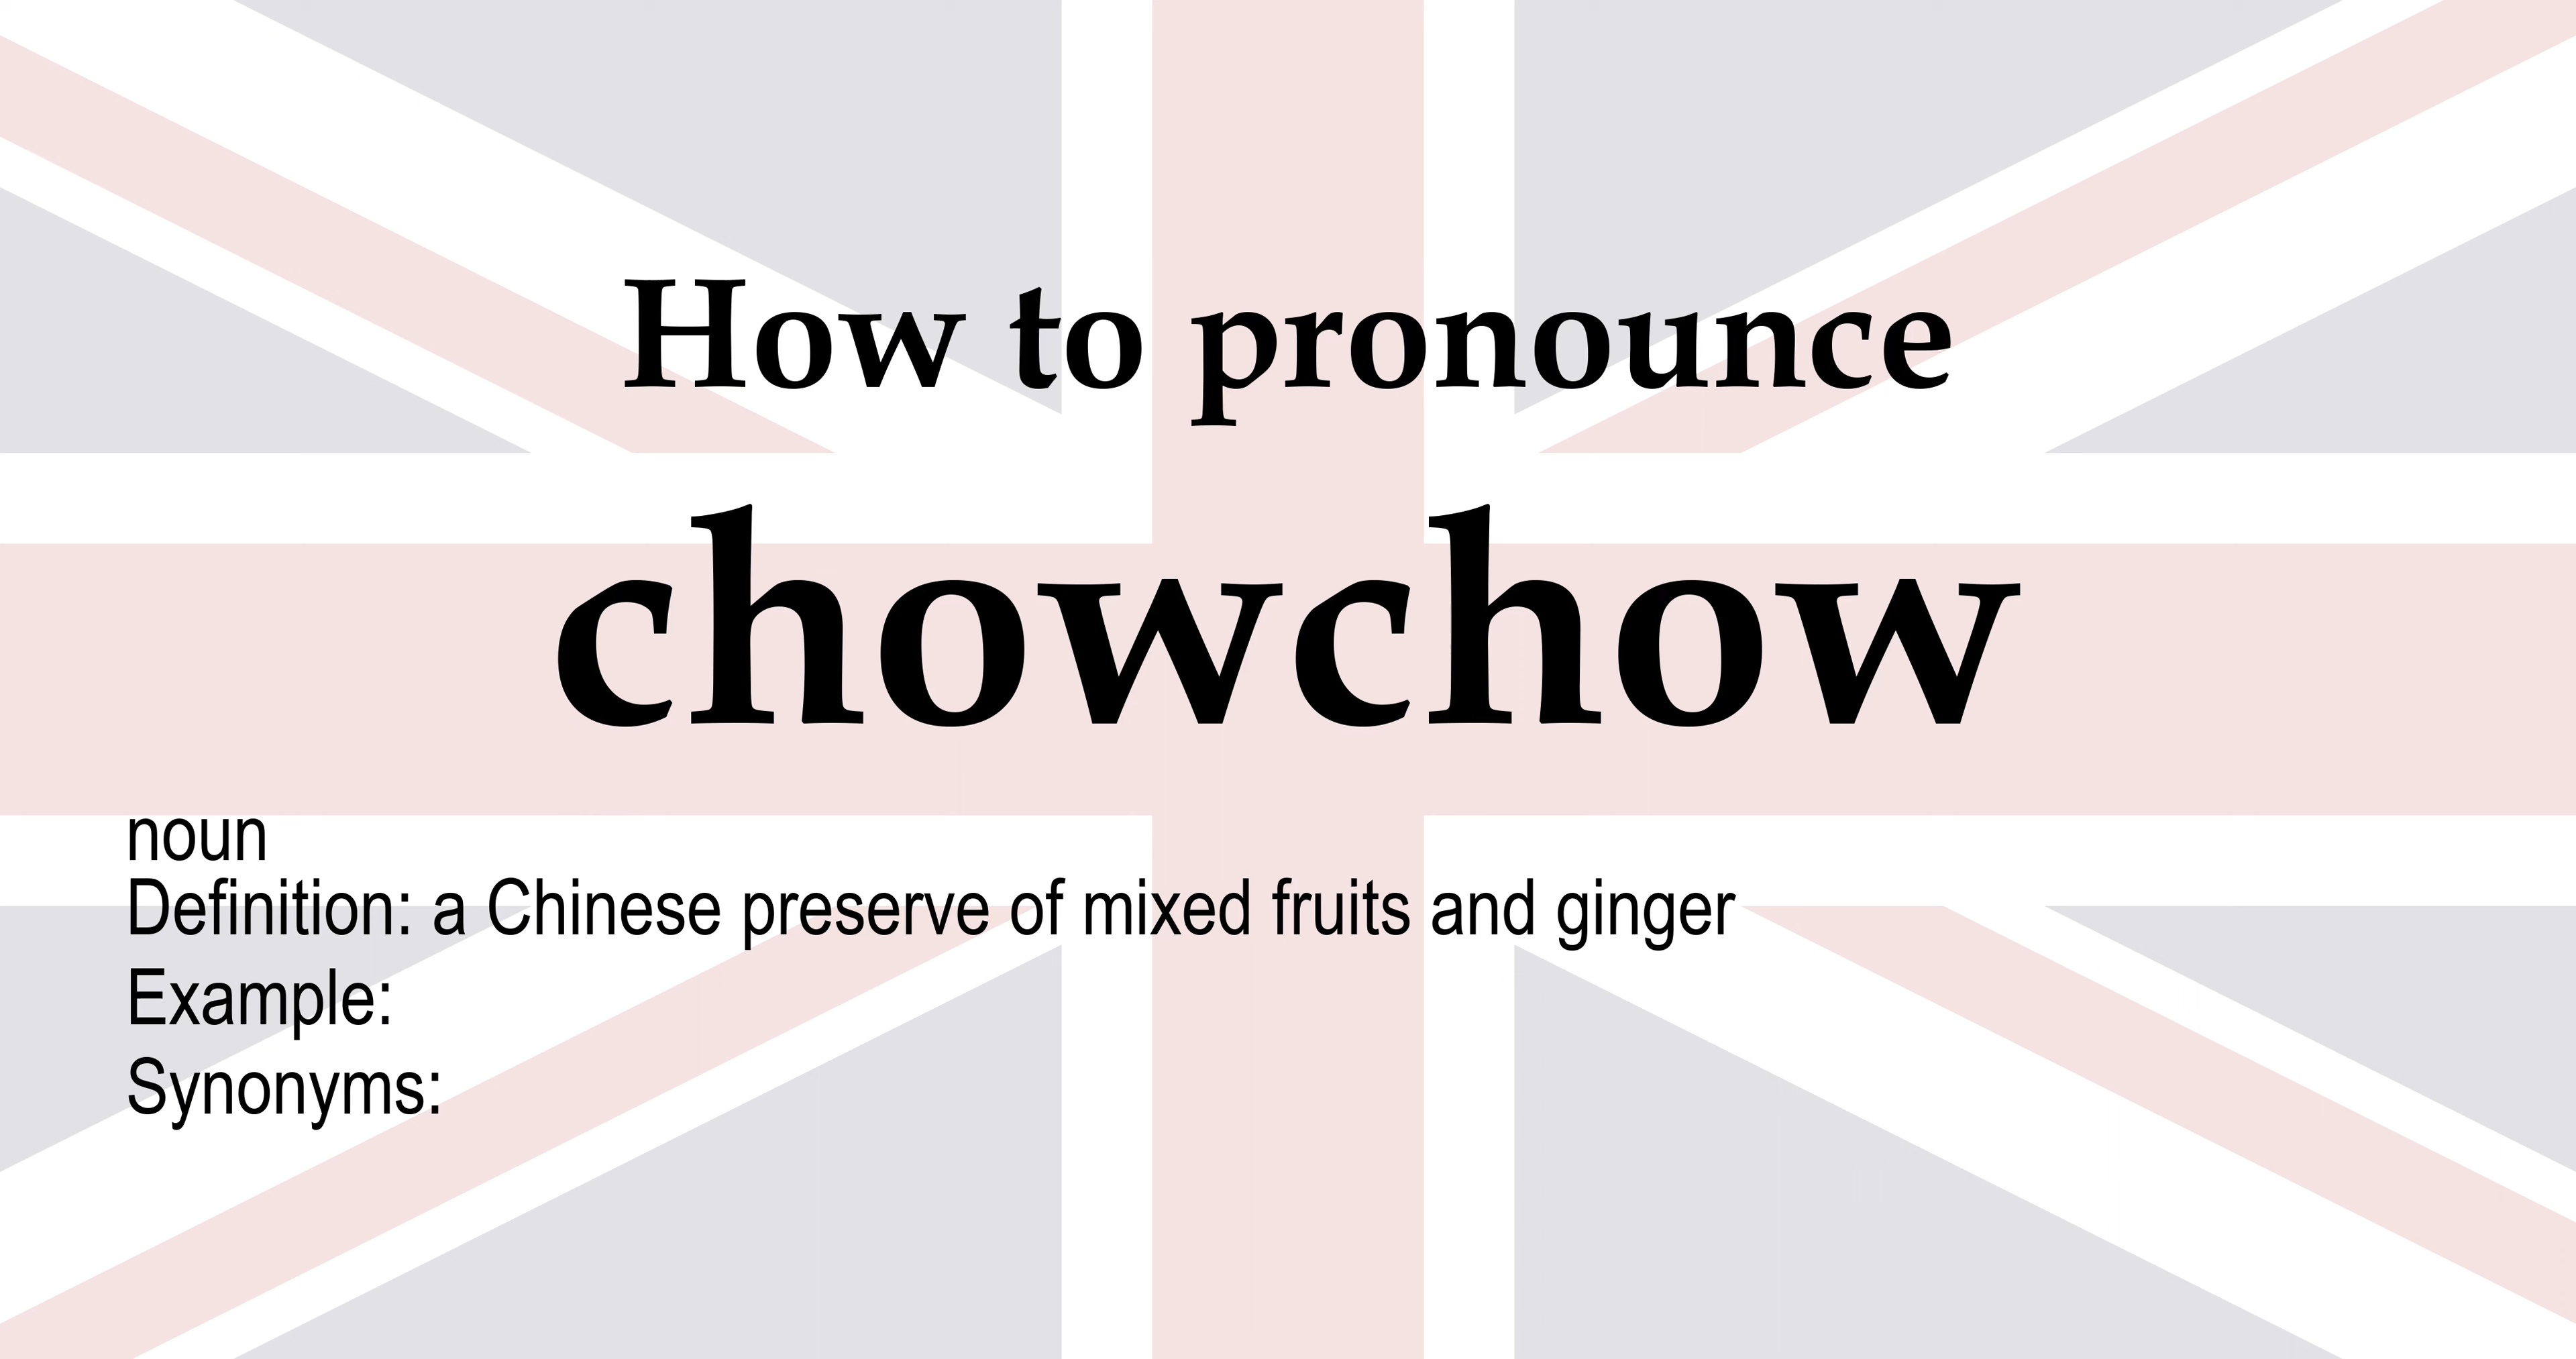 How to pronounce
chowchow
noun
Definition: a Chinese preserve of mixed fruits and ginger
Example:
Synonyms: